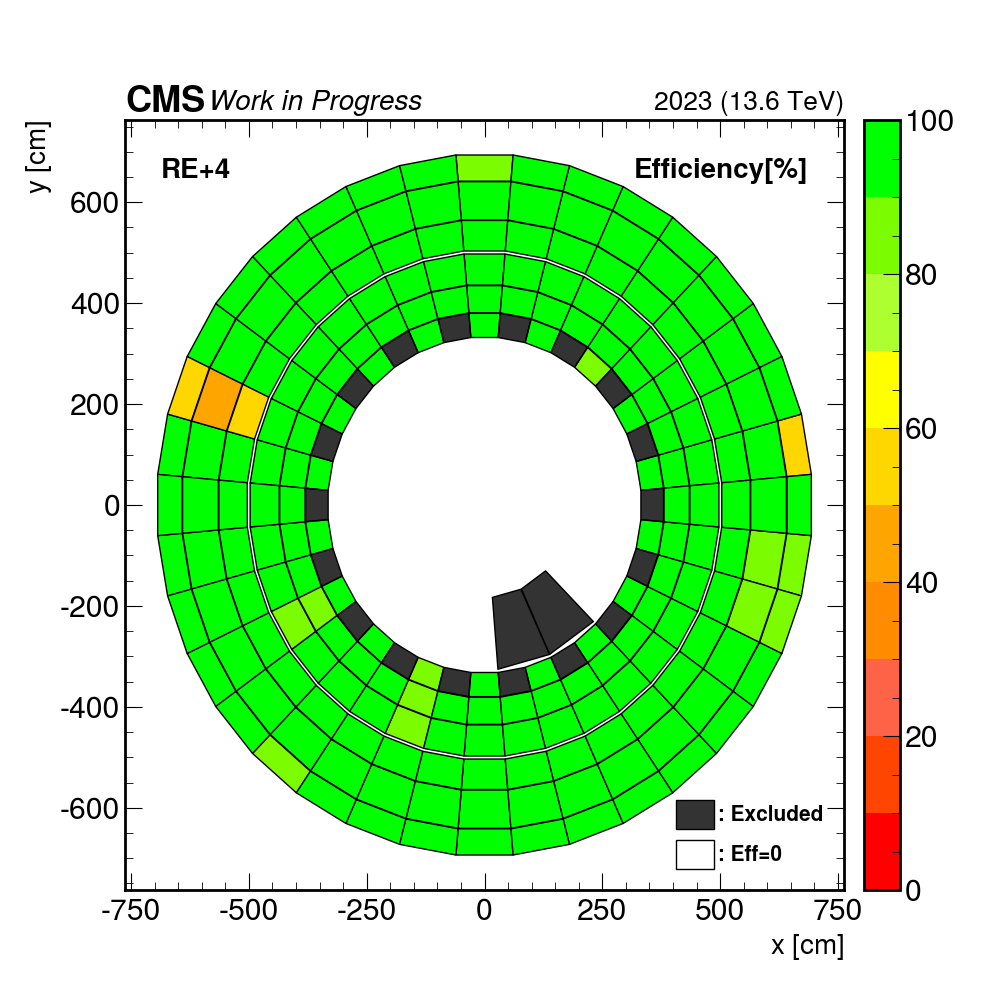 CMS Work in Progress 2023 (13.6 TeV)
y [cm]
RE+4 Efficiency[%]
600
400
200
0
-200
-400
-600
: Excluded
: Eff=0
-750 -500 -250 0 250 500 750
x [cm]
100
80
60
40
20
0